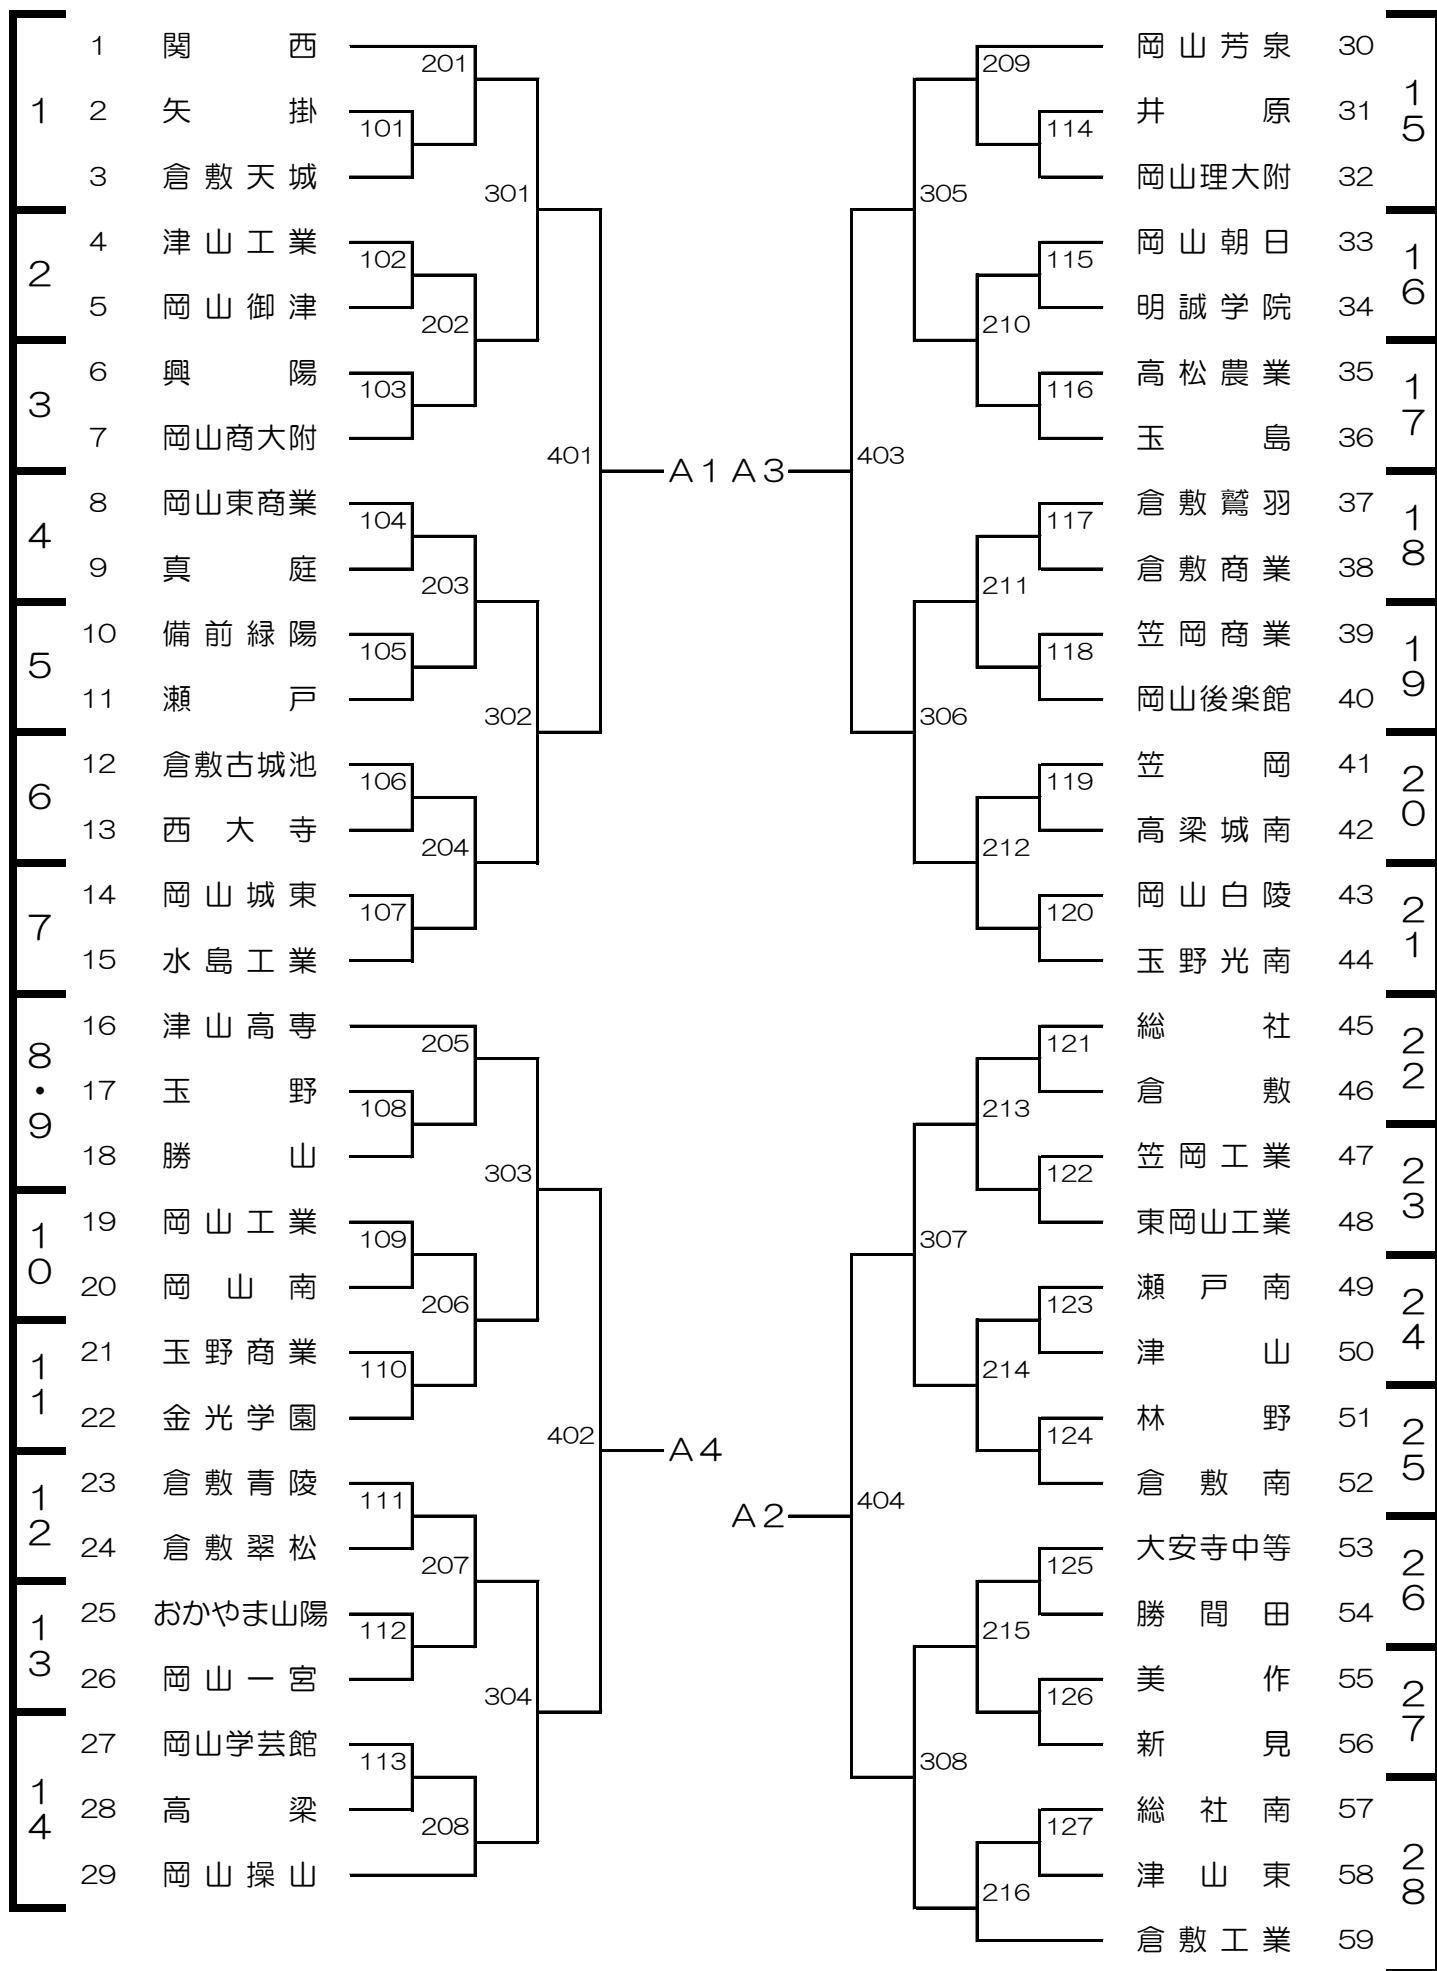 1 関西
201
1
2 矢掛
101
3 倉敷天城
301
4 津山工業
102
2
5 岡山御津
202
6 興陽
103
3
7 岡山商大附
401
A1
8 岡山東商業
104
4
9 真庭
203
10 備前緑陽
105
5
11 瀬戸
302
12 倉敷古城池
106
6
13 西大寺
204
14 岡山城東
107
7
15 水島工業
16 津山高専
205
8・9
17 玉野
108
18 勝山
303
19 岡山工業
109
10
20 岡山南
206
21 玉野商業
110
11
22 金光学園
402
A4
23 倉敷青陵
111
12
24 倉敷翠松
207
25 おかやま山陽
112
13
26 岡山一宮
304
27 岡山学芸館
113
14
28 高梁
208
29 岡山操山
岡山芳泉 30
209
15
井原 31
114
岡山理大附 32
305
岡山朝日 33
115
16
明誠学院 34
210
高松農業 35
116
17
玉島 36
A3
403
倉敷鷲羽 37
117
18
倉敷商業 38
211
笠岡商業 39
118
19
岡山後楽館 40
306
笠岡 41
119
20
高梁城南 42
212
岡山白陵 43
120
21
玉野光南 44
総社 45
121
22
倉敷 46
213
笠岡工業 47
122
23
東岡山工業 48
307
瀬戸南 49
123
24
津山 50
214
林野 51
124
25
倉敷南 52
A2
404
大安寺中等 53
125
26
勝間田 54
215
美作 55
126
27
新見 56
308
総社南 57
127
28
津山東 58
216
倉敷工業 59